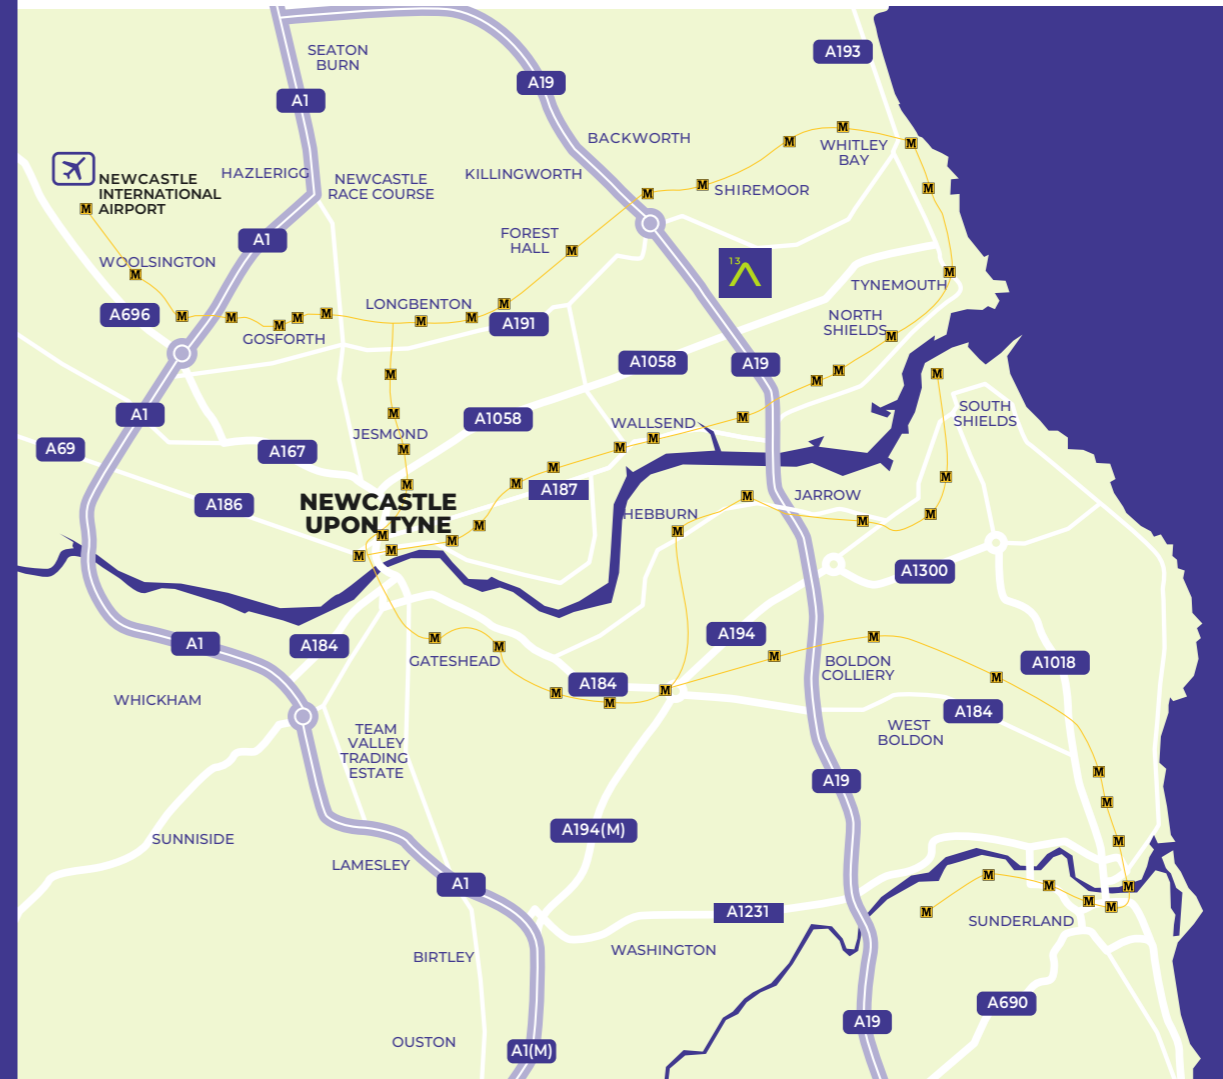 SEATON
BURN
A193
A19
A1
BACKWORTH
M
M
M
WHITLEY
BAY
HAZLERIGG
NEWCASTLE
RACE COURSE
KILLINGWORTH
M
M
SHIREMOOR
M
NEWCASTLE
INTERNATIONAL
AIRPORT
M
A1
FOREST
HALL
M
13
WOOLSINGTON
M
TYNEMOUTH
M
A696
M
M
M
M
M
GOSFORTH
LONGBENTON
M
M
M
A191
NORTH
SHIELDS
M
A1058
A19
M
M
M
M
A1
M
A1058
M
SOUTH
SHIELDS
JESMOND
WALLSEND
M
M
A69
A167
M
M
M
M
A187
M
A186
NEWCASTLE
UPON TYNE
M
M
M
M
M
HEBBURN
M
M
JARROW
M
M
A1300
A1
A184
M
GATESHEAD
M
A194
M
M
BOLDON
COLLIERY
M
A1018
WHICKHAM
M
A184
M
M
A184
WEST
BOLDON
TEAM
VALLEY
TRADING
ESTATE
A19
M
M
SUNNISIDE
A194(M)
M
LAMESLEY
A1
M
M
M
M
M
M
A1231
SUNDERLAND
BIRTLEY
WASHINGTON
A690
OUSTON
A1(M)
A19